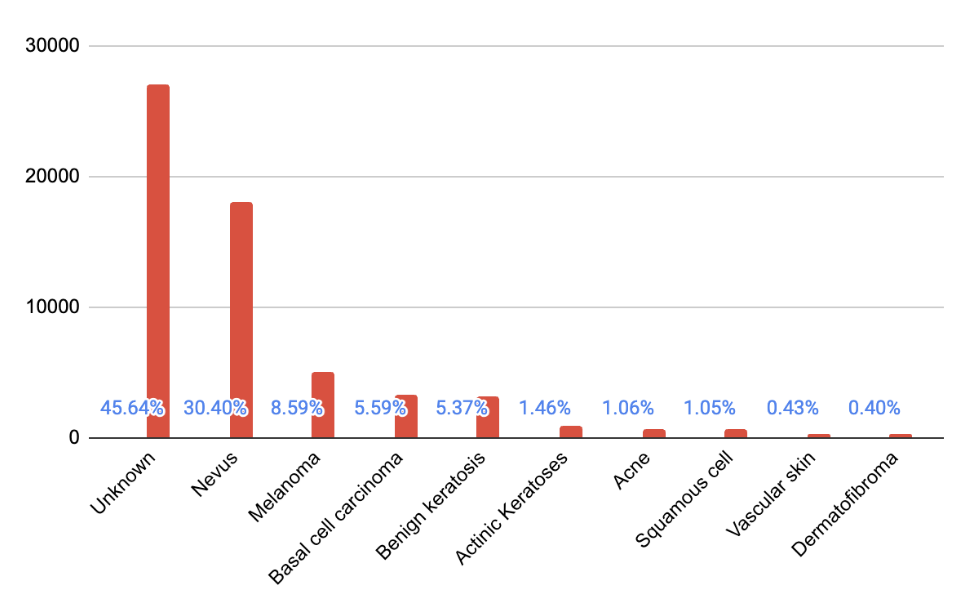 30000
20000
10000
0
45.64% 30.40% 8.59% 5.59% 5.37% 1.46% 1.06% 1.05% 0.43% 0.40%
Unknown
Nevus
Melanoma
Basal cell carcinoma
Benign keratosis
Actinic Keratoses
Acne
Squamous cell
Vascular skin
Dermatofibroma